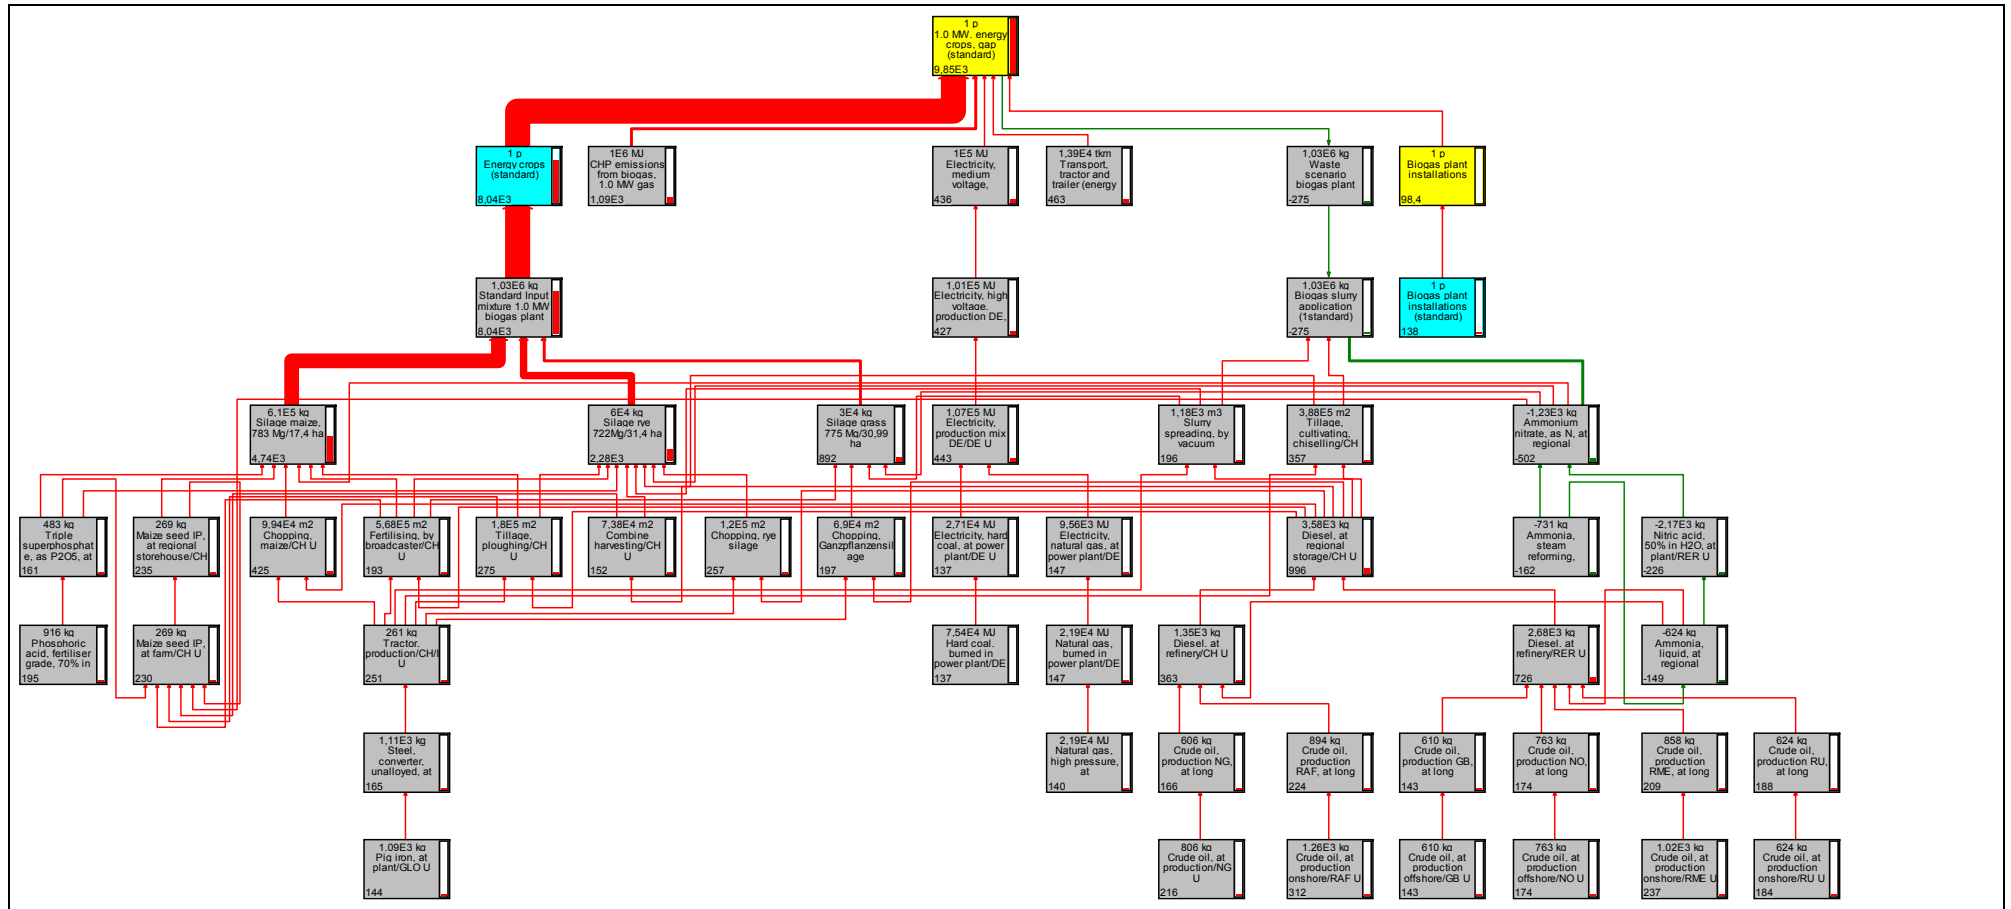 1 p
1.0 MW. energy
crops, gap
(standard)
9,85E3
1 p
Energy crops
(standard)
8,04E3
1E6 MJ
CHP emissions
from biogas,
1.0 MW gas
1,09E3
1E5 MJ
Electricity,
medium
voltage,
436
1,39E4 tkm
Transport,
tractor and
trailer (energy
463
1,03E6 kg
Waste
scenario
biogas plant
-275
1 p
Biogas plant
installations
98,4
1,03E6 kg
Standard Input
mixture 1.0 MW
biogas plant
8,04E3
1,01E5 MJ
Electricity, high
voltage,
production DE,
427
1,03E6 kg
Biogas slurry
application
(1standard)
-275
1 p
Biogas plant
installations
(standard)
138
6,1E5 kg
Silage maize,
783 Mg/17,4 ha
4,74E3
6E4 kg
Silage rye
722Mg/31,4 ha
2,28E3
3E4 kg
Silage grass
775 Mg/30,99
ha
892
1,07E5 MJ
Electricity,
production mix
DE/DE U
443
1,18E3 m3
Slurry
spreading, by
vacuum
196
3,88E5 m2
Tillage,
cultivating,
chiselling/CH
357
-1,23E3 kg
Ammonium
nitrate, as N, at
regional
-502
483 kg
Triple
superphosphat
e, as P2O5, at
161
269 kg
Maize seed IP,
at regional
storehouse/CH
235
9,94E4 m2
Chopping,
maize/CH U
425
5,68E5 m2
Fertilising, by
broadcaster/CH
U
193
1,8E5 m2
Tillage,
ploughing/CH
U
275
7,38E4 m2
Combine
harvesting/CH
U
152
1,2E5 m2
Chopping, rye
silage
257
6,9E4 m2
Chopping,
Ganzpflanzensil
age
197
2,71E4 MJ
Electricity, hard
coal, at power
plant/DE U
137
9,56E3 MJ
Electricity,
natural gas, at
power plant/DE
147
3,58E3 kg
Diesel, at
regional
storage/CH U
996
-731 kg
Ammonia,
steam
reforming,
-162
-2,17E3 kg
Nitric acid,
50% in H2O, at
plant/RER U
-226
916 kg
Phosphoric
acid, fertiliser
grade, 70% in
195
269 kg
Maize seed IP,
at farm/CH U
230
261 kg
Tractor,
production/CH/I
U
251
7,54E4 MJ
Hard coal,
burned in
power plant/DE
137
2,19E4 MJ
Natural gas,
burned in
power plant/DE
147
1,35E3 kg
Diesel, at
refinery/CH U
363
2,68E3 kg
Diesel, at
refinery/RER U
726
-624 kg
Ammonia,
liquid, at
regional
-149
1,11E3 kg
Steel,
converter,
unalloyed, at
165
2,19E4 MJ
Natural gas,
high pressure,
at
140
606 kg
Crude oil,
production NG,
at long
166
894 kg
Crude oil,
production
RAF, at long
224
610 kg
Crude oil,
production GB,
at long
143
763 kg
Crude oil,
production NO,
at long
174
858 kg
Crude oil,
production
RME, at long
209
624 kg
Crude oil,
production RU,
at long
188
1.09E3 kg
Pig iron, at
plant/GLO U
144
806 kg
Crude oil, at
production/NG
U
216
1.26E3 kg
Crude oil, at
production
onshore/RAF U
312
610 kg
Crude oil, at
production
offshore/GB U
143
763 kg
Crude oil, at
production
offshore/NO U
174
1.02E3 kg
Crude oil, at
production
onshore/RME U
237
624 kg
Crude oil, at
production
onshore/RU U
184